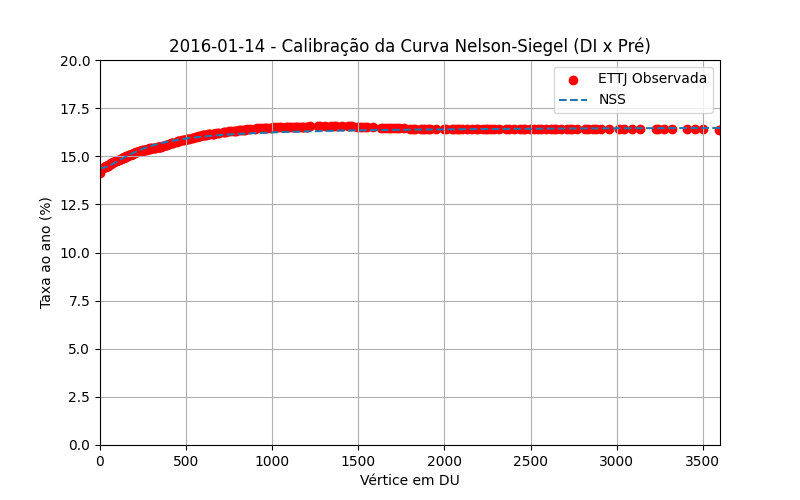 2016-01-14 - Calibração da Curva Nelson-Siegel (DI x Pré)
20.0
17.5
15.0
12.5
10.0
7.5
5.0
2.5
0.0
Taxa ao ano (%)
ETTJ Observada
NSS
0 500 1000 1500 2000 2500 3000 3500
Vértice em DU